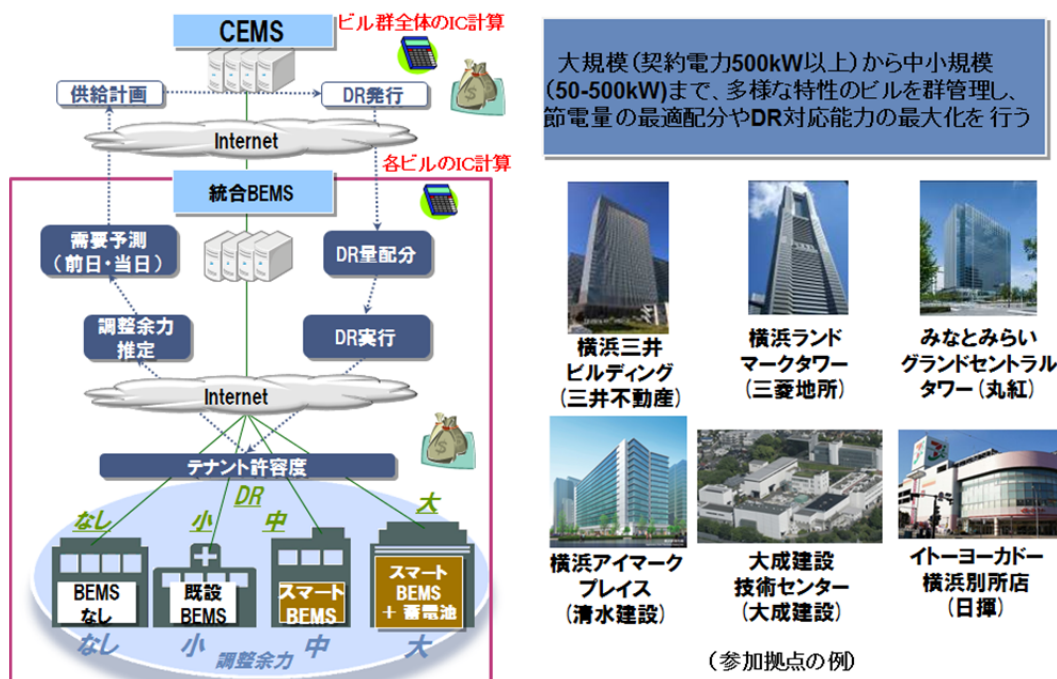 ビル群全体のIC計算
CEMS
供給計画
DR発行
Internet
各ビルのIC計算
統合BEMS
需要予測
（前日・当日）
DR量配分
調整余力
推定
DR実行
Internet
テナント許容度
DR
なし
小
中
大
BEMS
なし
既設
BEMS
スマート
BEMS
スマート
BEMS
＋ 蓄電池
なし
小
中
大
調整余力
大規模（契約電力500kW以上）から中小規模
（50-500kW)まで、多様な特性のビルを群管理し、
節電量の最適配分やDR対応能力の最大化を行う
横浜三井
ビルディング
(三井不動産)
横浜ランド
マークタワー
(三菱地所)
みなとみらい
グランドセントラル
タワー(丸紅)
横浜アイマーク
プレイス
(清水建設)
大成建設
技術センター
(大成建設)
イトーヨーカドー
横浜別所店
(日揮)
（参加拠点の例）